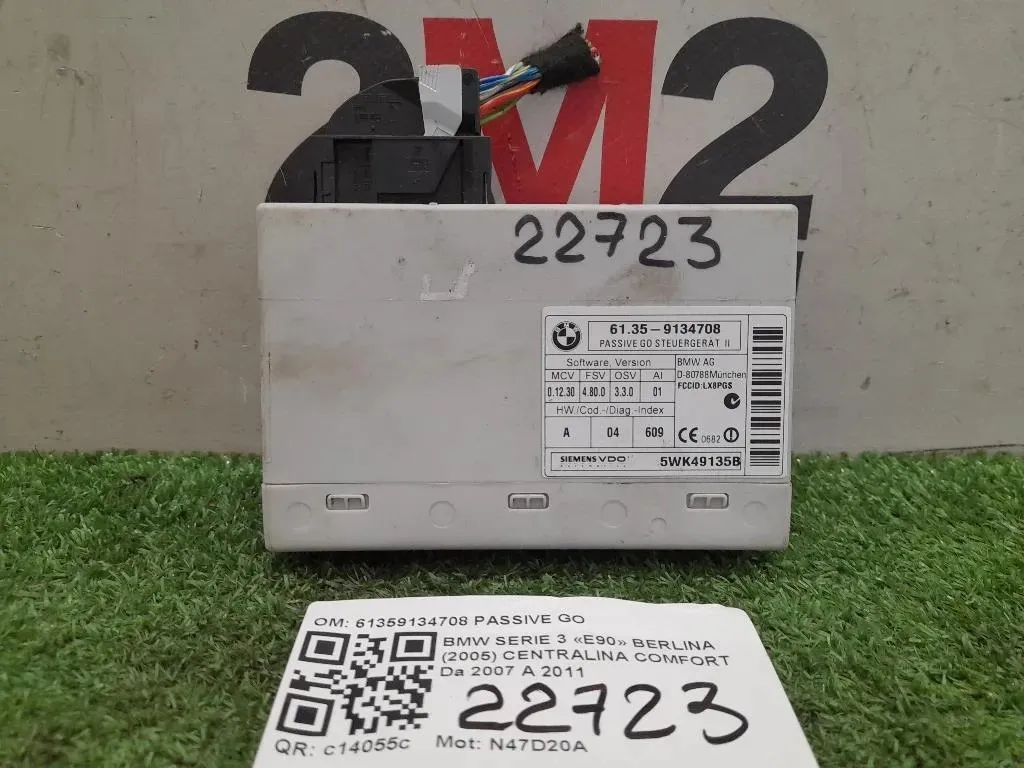 2M2
22723
BMW
61.35 - 9134708
PASSIVE GO STEUERGERÄT II
Software, Version
MCV FSV OSV AI
0.12.30 4.80.0 3.3.0 01
HW./Cod.-/Diag.-Index
A 04 609
BMW AG
D-80788München
FCCID:LX8PGS
CE 0682
SIEMENS VDO
Automotive
5WK49135B
OM: 61359134708 PASSIVE GO
BMW SERIE 3 «E90» BERLINA
(2005) CENTRALINA COMFORT
Da 2007 A 2011
22723
QR: c14055c Mot: N47D20A